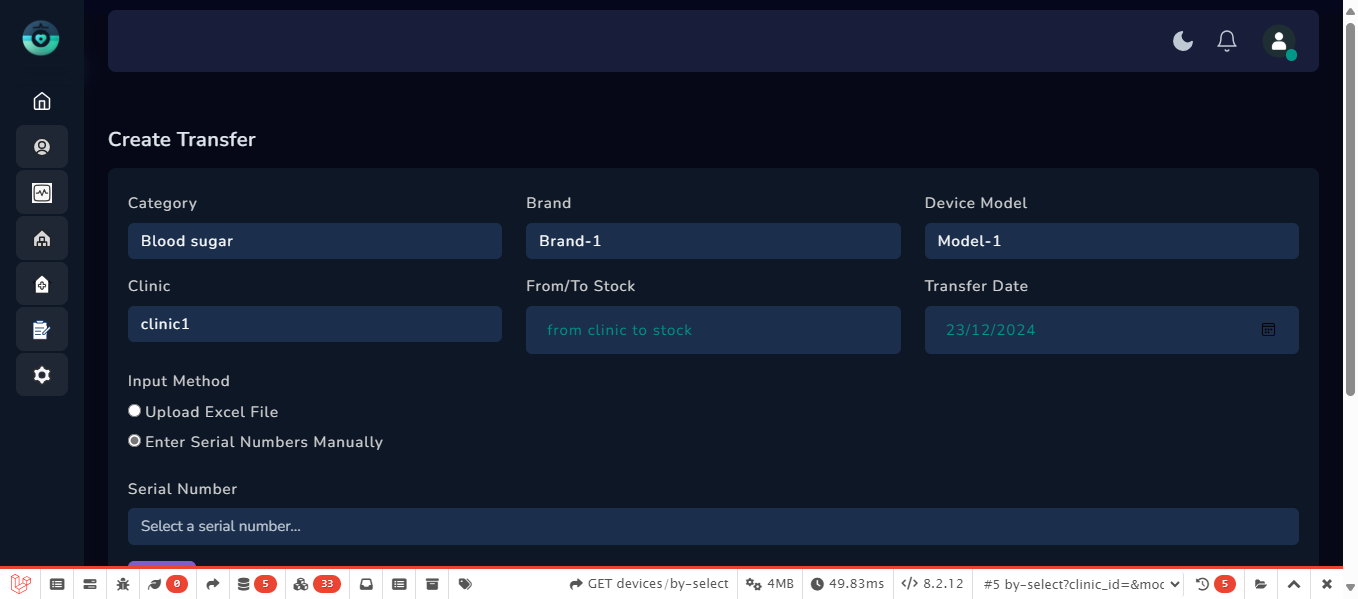 Create Transfer
Category
Brand
Device Model
Blood sugar
Brand-1
Model-1
Clinic
From/To Stock
Transfer Date
clinic1
from clinic to stock
23/12/2024
Input Method
Upload Excel File
Enter Serial Numbers Manually
Serial Number
Select a serial number...
0
5
33
GET devices/by-select
4MB
49.83ms
8.2.12
#5 by-select?clinic_id=&moc
5